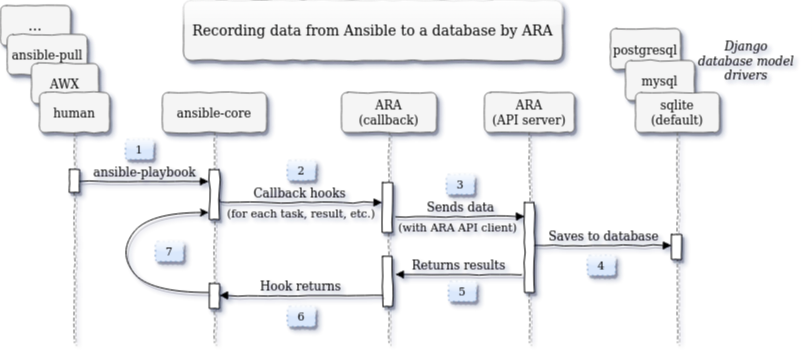 Recording data from Ansible to a database by ARA
...
ansible-pull
AWX
human
ansible-core
ARA
(callback)
ARA
(API server)
postgresql
mysql
sqlite
(default)
Django
database model
drivers
1
ansible-playbook
2
Callback hooks
(for each task, result, etc.)
3
Sends data
(with ARA API client)
Saves to database
4
Returns results
5
Hook returns
6
7